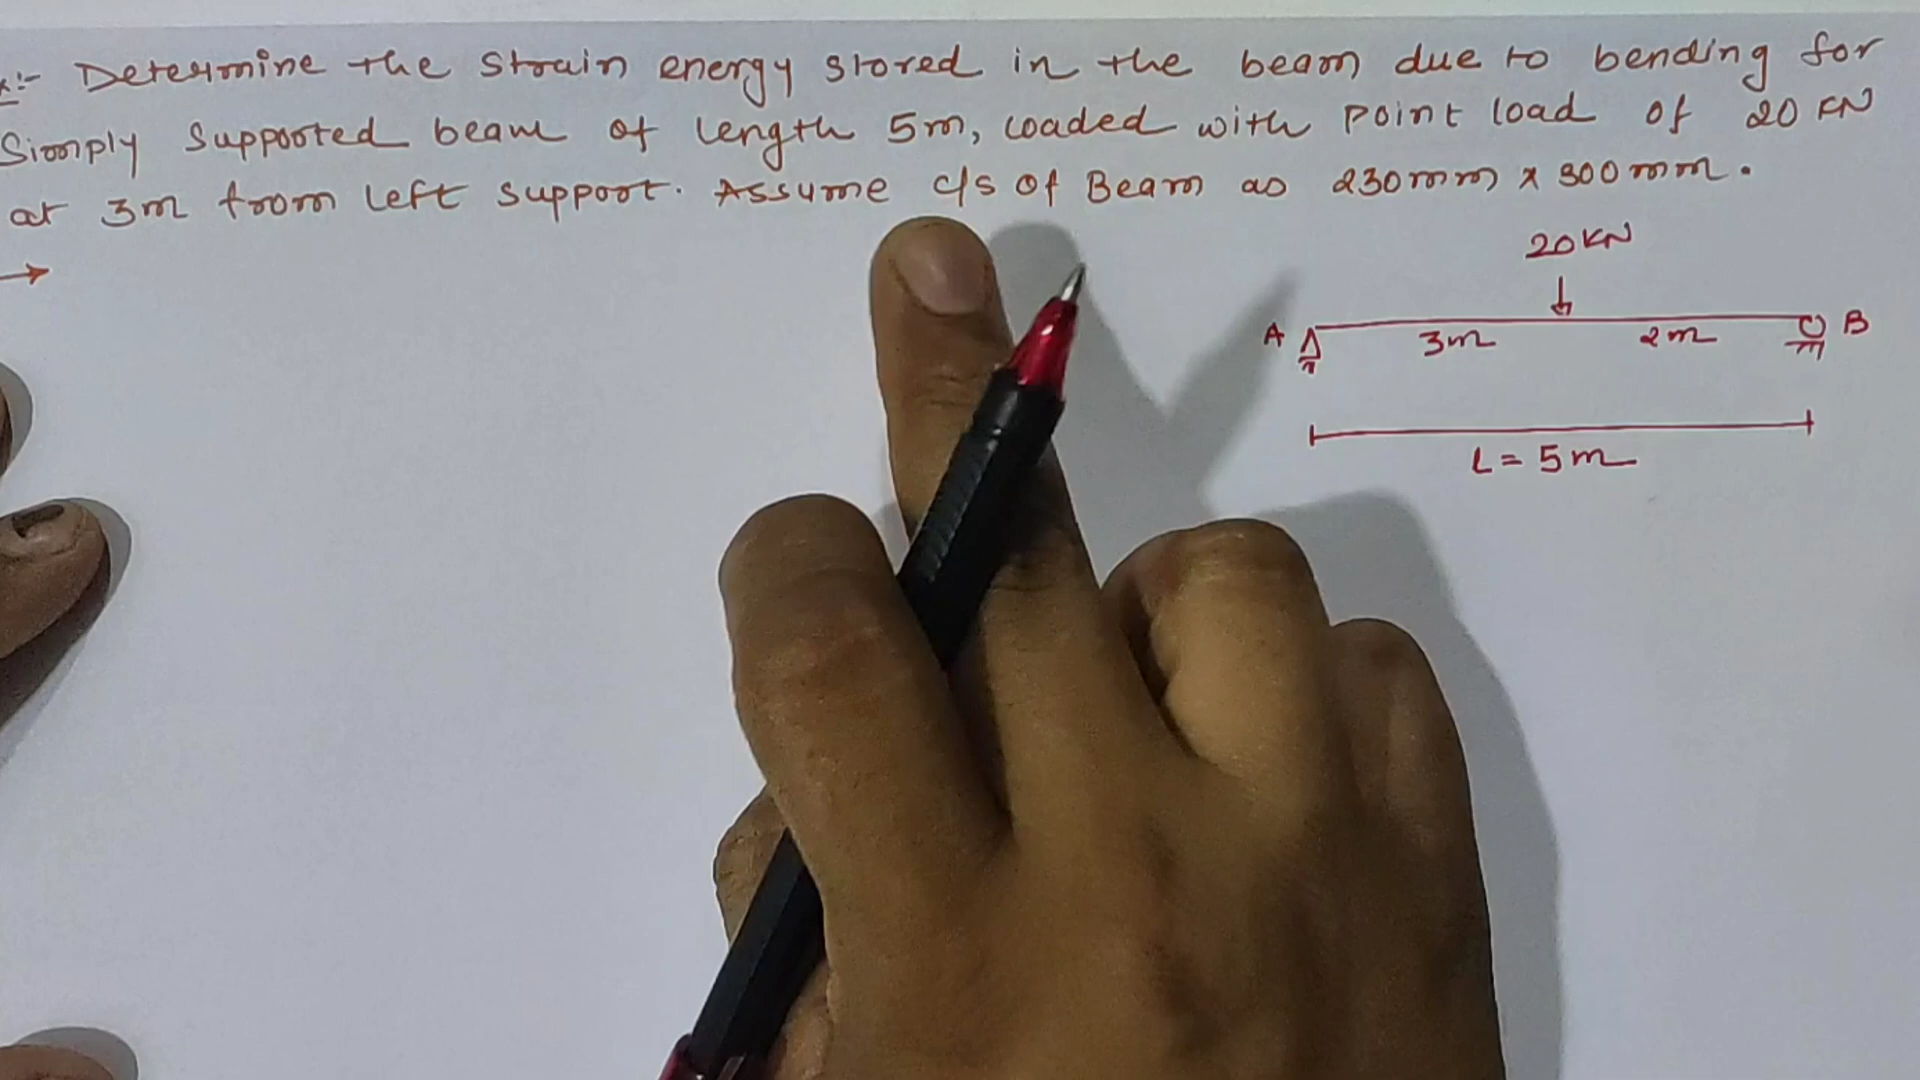 x:- Determine the strain energy stored in the beam due to bending for
Simply supported beam of length 5m, loaded with point load of 20 KN
at 3m from left support. Assume c/s of Beam as 230mm x 300mm.
→
20KN
↓
A 3m 2m B
L = 5m